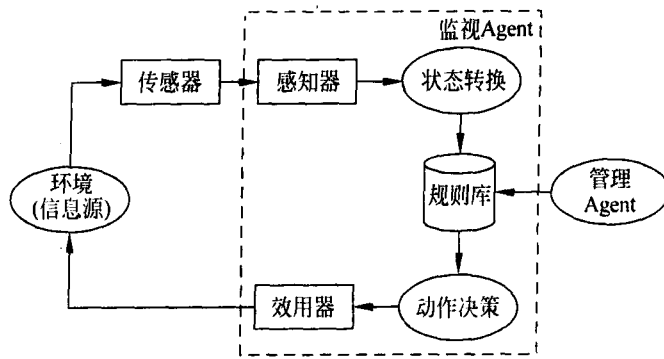 监视Agent
传感器
感知器
状态转换
环境
(信息源)
规则库
管理
Agent
效用器
动作决策